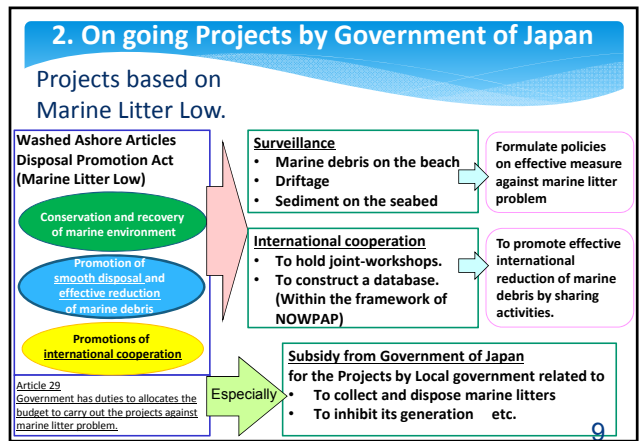 2. On going Projects by Government of Japan
Projects based on
Marine Litter Low.
Washed Ashore Articles
Disposal Promotion Act
(Marine Litter Low)
Conservation and recovery
of marine environment
Promotion of
smooth disposal and
effective reduction
of marine debris
Promotions of
international cooperation
Article 29
Government has duties to allocates the
budget to carry out the projects against
marine litter problem.
Surveillance
• Marine debris on the beach
• Driftage
• Sediment on the seabed
Formulate policies
on effective measure
against marine litter
problem
International cooperation
• To hold joint-workshops.
• To construct a database.
(Within the framework of
NOWPAP)
To promote effective
international
reduction of marine
debris by sharing
activities.
Especially
Subsidy from Government of Japan
for the Projects by Local government related to
• To collect and dispose marine litters
• To inhibit its generation etc.
9